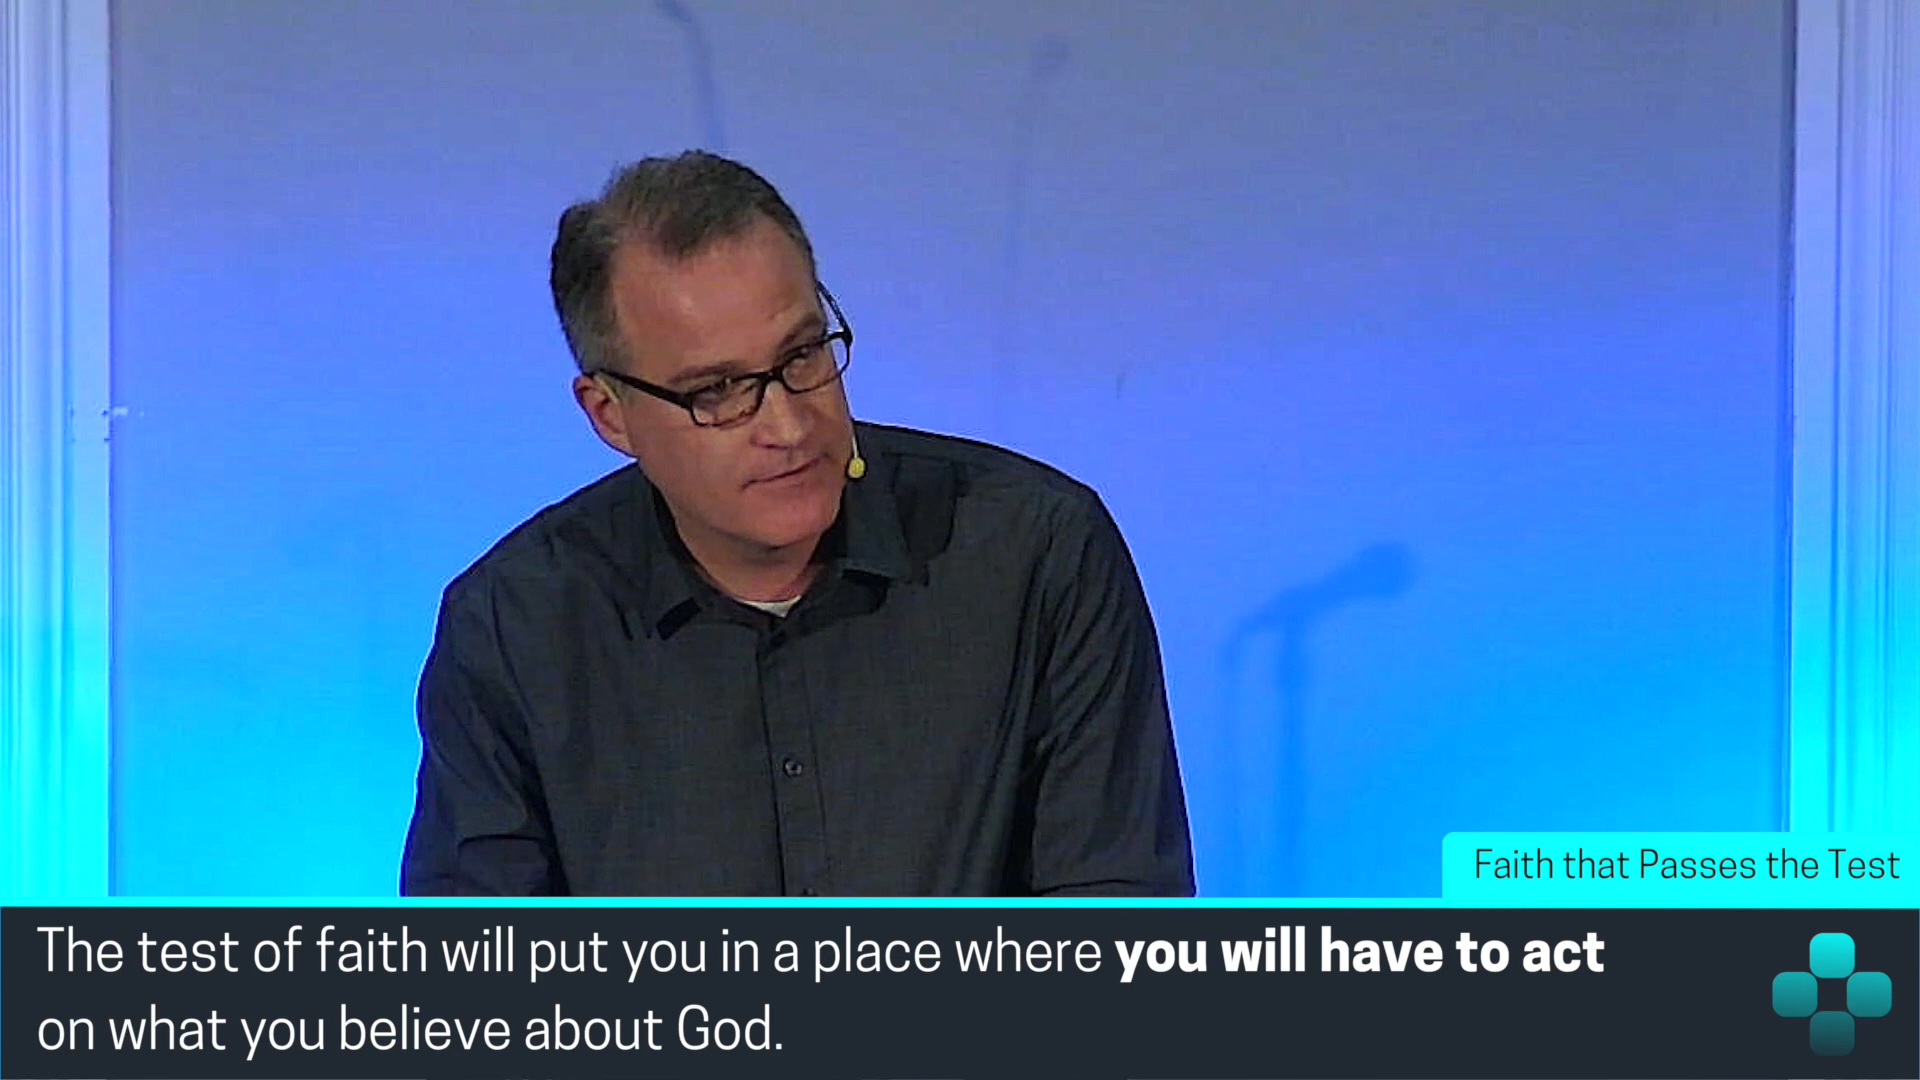 Faith that Passes the Test
The test of faith will put you in a place where you will have to act
on what you believe about God.